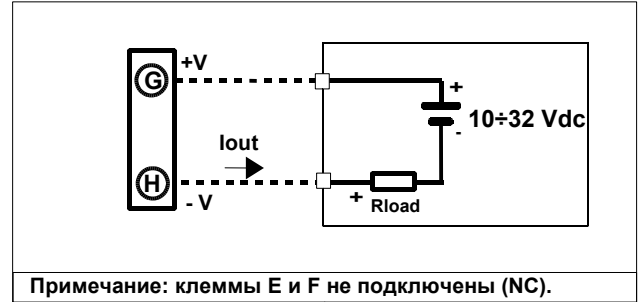 +V
G
+
10÷32 Vdc
-
Iout
H
- V
+
Rload
Примечание: клеммы E и F не подключены (NC).